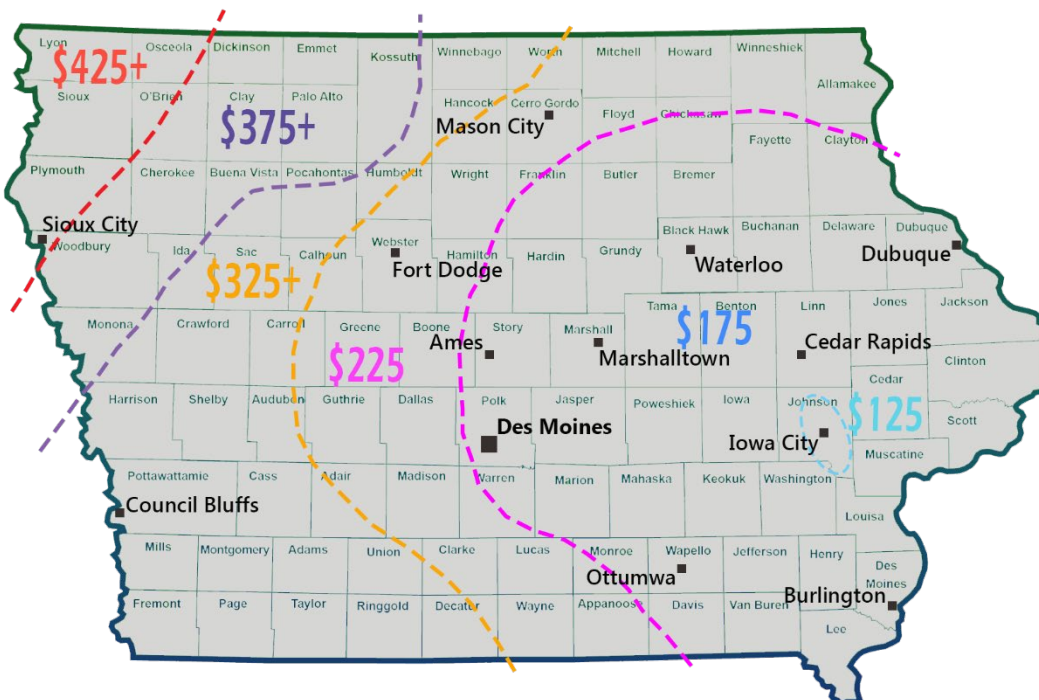 Lyon
Osceola
Dickinson
Emmet
Kossuth
Winnebago
Worth
Mitchell
Howard
Winneshiek
Allamakee
$425+
Sioux
O'Brien
Clay
Palo Alto
Hancock
Cerro Gordo
Floyd
Chickasaw
$375+
Mason City
Fayette
Clayton
Plymouth
Cherokee
Buena Vista
Pocahontas
Humboldt
Wright
Franklin
Butler
Bremer
Sioux City
Woodbury
Ida
Sac
Calhoun
Webster
Hamilton
Hardin
Grundy
Black Hawk
Buchanan
Delaware
Dubuque
$325+
Fort Dodge
Waterloo
Dubuque
Monona
Crawford
Carroll
Greene
Boone
Story
Marshall
Tama
Benton
Linn
Jones
Jackson
$225
Ames
Marshalltown
$175
Cedar Rapids
Clinton
Harrison
Shelby
Audubon
Guthrie
Dallas
Polk
Jasper
Poweshiek
Iowa
Johnson
Cedar
Scott
$125
Des Moines
Iowa City
Muscatine
Pottawattamie
Cass
Adair
Madison
Warren
Marion
Mahaska
Keokuk
Washington
Louisa
Council Bluffs
Mills
Montgomery
Adams
Union
Clarke
Lucas
Monroe
Wapello
Jefferson
Henry
Des
Moines
Ottumwa
Burlington
Fremont
Page
Taylor
Ringgold
Decatur
Wayne
Appanoose
Davis
Van Buren
Lee